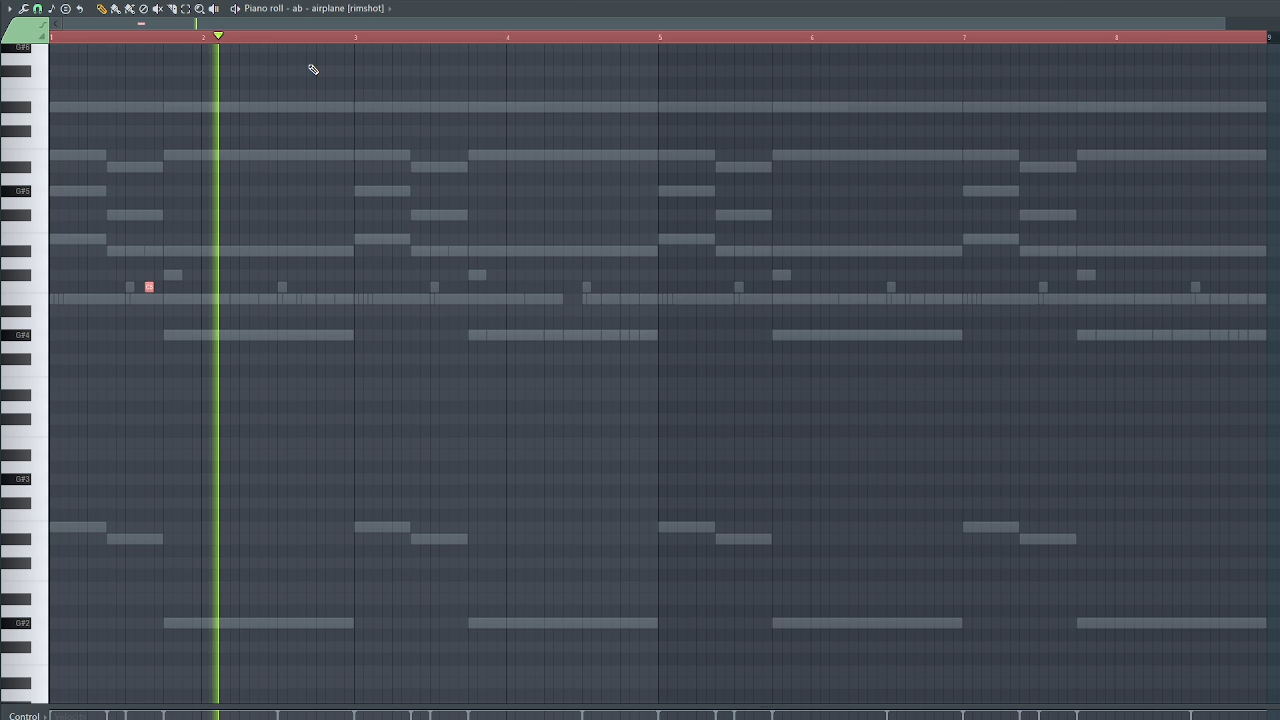 Piano roll - ab - airplane [rimshot]
1 2 3 4 5 6 7 8 9
G#6
G#5
C5
G#4
G#3
G#2
Control